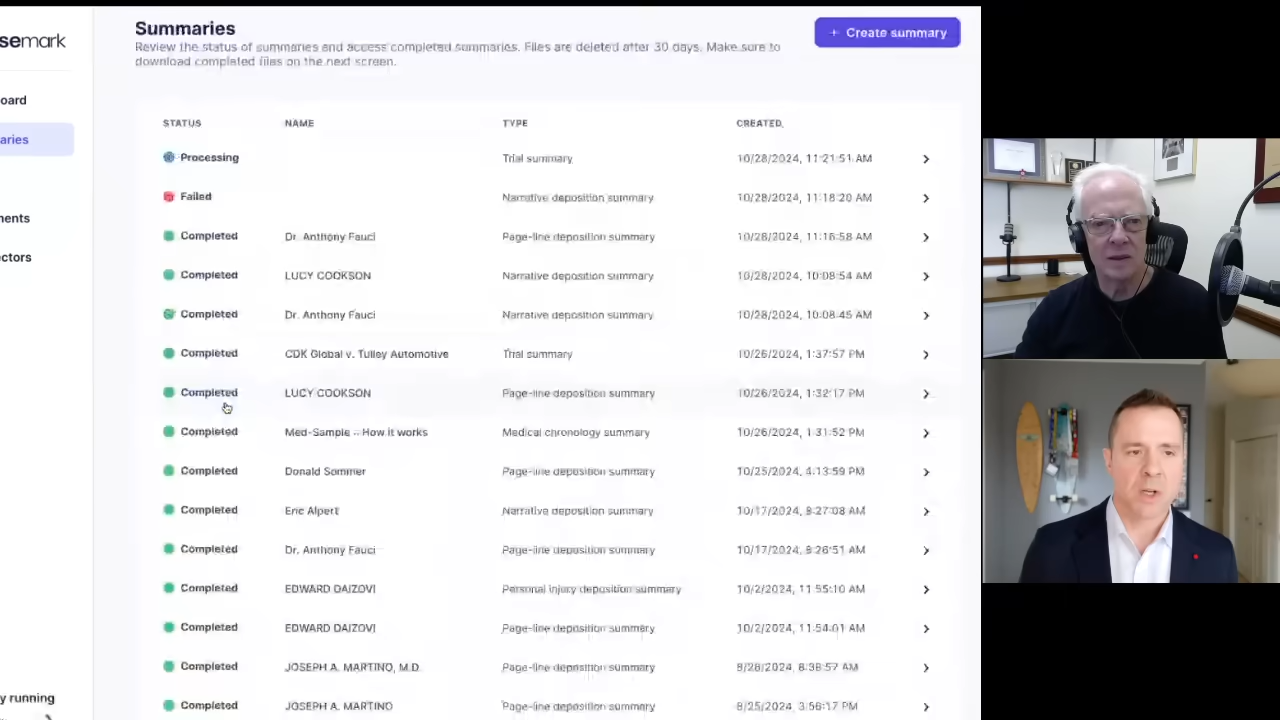 semark
Summaries
Review the status of summaries and access completed summaries. Files are deleted after 30 days. Make sure to
download completed files on the next screen.
+ Create summary
oard
aries
nents
ectors
y running
STATUS NAME TYPE CREATED
Processing Trial summary 10/28/2024, 11:21:51 AM
Failed Narrative deposition summary 10/28/2024, 11:18:20 AM
Completed Dr. Anthony Fauci Page-line deposition summary 10/28/2024, 11:16:58 AM
Completed LUCY COOKSON Narrative deposition summary 10/28/2024, 10:08:54 AM
Completed Dr. Anthony Fauci Narrative deposition summary 10/28/2024, 10:08:45 AM
Completed CDK Global v. Tulley Automotive Trial summary 10/26/2024, 1:37:57 PM
Completed LUCY COOKSON Page-line deposition summary 10/26/2024, 1:32:17 PM
Completed Med-Sample - How it works Medical chronology summary 10/26/2024, 1:31:52 PM
Completed Donald Sommer Page-line deposition summary 10/25/2024, 4:13:59 PM
Completed Eric Alpert Narrative deposition summary 10/17/2024, 8:27:08 AM
Completed Dr. Anthony Fauci Page-line deposition summary 10/17/2024, 8:26:51 AM
Completed EDWARD DAIZOVI Personal injury deposition summary 10/2/2024, 11:55:10 AM
Completed EDWARD DAIZOVI Page-line deposition summary 10/2/2024, 11:54:01 AM
Completed JOSEPH A. MARTINO, M.D. Page-line deposition summary 8/28/2024, 8:38:57 AM
Completed JOSEPH A. MARTINO Page-line deposition summary 8/25/2024, 3:56:17 PM